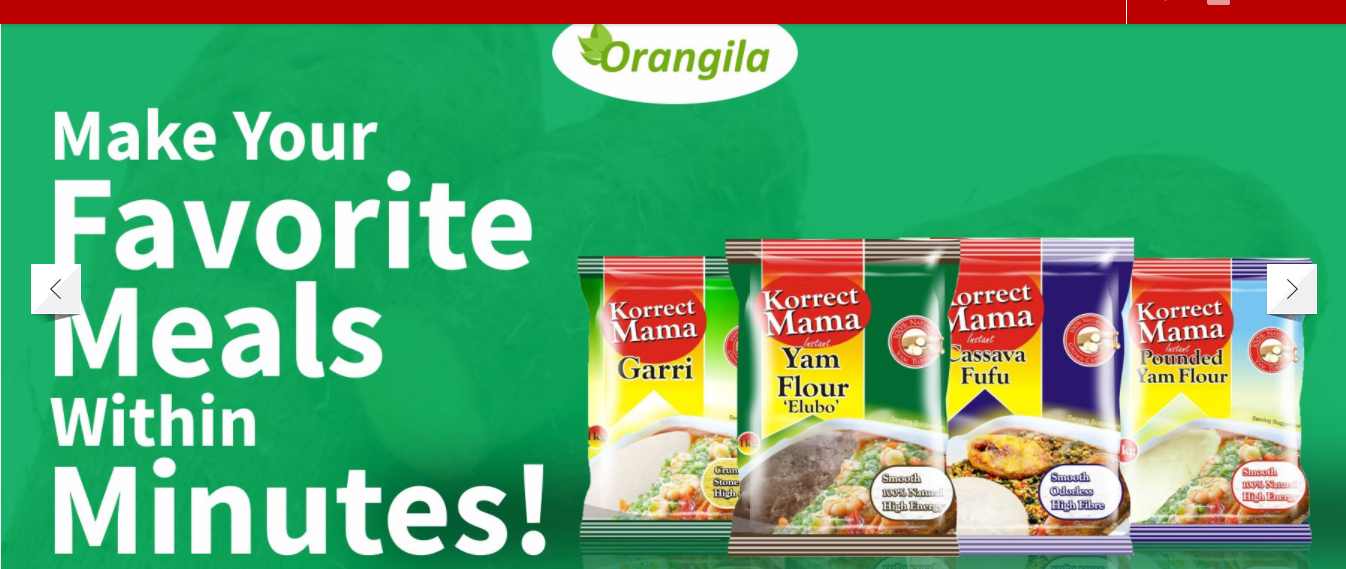 Orangila
Make Your
Favorite
Meals
Within
Minutes!
Korrect
Mama
Garri
Korrect
Mama
Instant
Yam
Flour
'Elubo'
Smooth
100% Natural
High Energy
Mama
Instant
Cassava
Fufu
Smooth
Odorless
High Fibre
Korrect
Mama
Instant
Pounded
Yam Flour
Smooth
100% Natural
High Energy